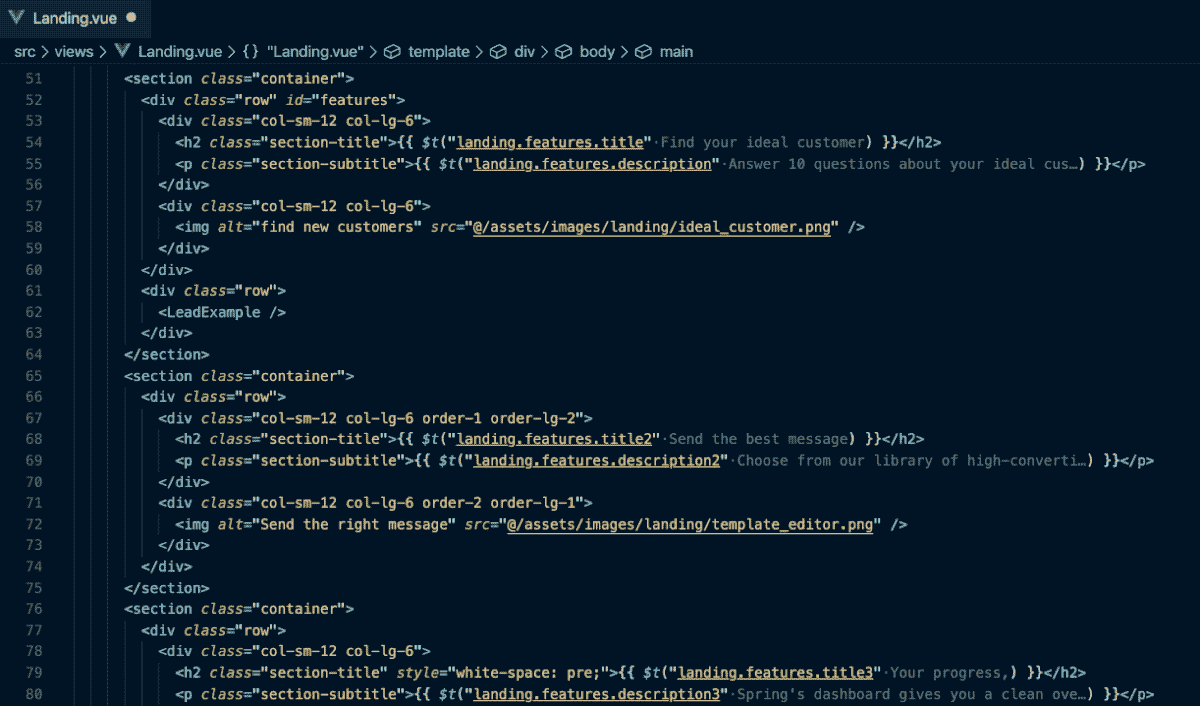 Landing.vue
src > views > Landing.vue > {} "Landing.vue" > template > div > body > main
51 <section class="container">
52 <div class="row" id="features">
53 <div class="col-sm-12 col-lg-6">
54 <h2 class="section-title">{{ $t("landing.features.title"·Find your ideal customer) }}</h2>
55 <p class="section-subtitle">{{ $t("landing.features.description"·Answer 10 questions about your ideal cus…) }}</p>
56 </div>
57 <div class="col-sm-12 col-lg-6">
58 <img alt="find new customers" src="@/assets/images/landing/ideal_customer.png" />
59 </div>
60 </div>
61 <div class="row">
62 <LeadExample />
63 </div>
64 </section>
65 <section class="container">
66 <div class="row">
67 <div class="col-sm-12 col-lg-6 order-1 order-lg-2">
68 <h2 class="section-title">{{ $t("landing.features.title2"·Send the best message) }}</h2>
69 <p class="section-subtitle">{{ $t("landing.features.description2"·Choose from our library of high-converti…) }}</p>
70 </div>
71 <div class="col-sm-12 col-lg-6 order-2 order-lg-1">
72 <img alt="Send the right message" src="@/assets/images/landing/template_editor.png" />
73 </div>
74 </div>
75 </section>
76 <section class="container">
77 <div class="row">
78 <div class="col-sm-12 col-lg-6">
79 <h2 class="section-title" style="white-space: pre;">{{ $t("landing.features.title3"·Your progress,) }}</h2>
80 <p class="section-subtitle">{{ $t("landing.features.description3"·Spring's dashboard gives you a clean ove…) }}</p>